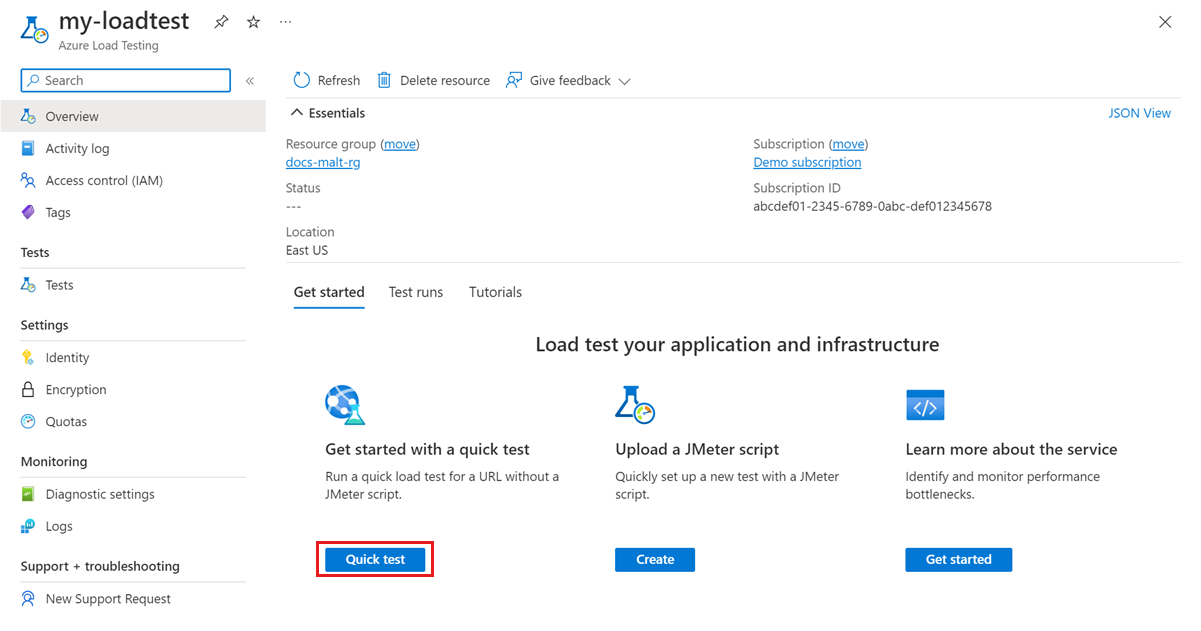 my-loadtest
Azure Load Testing
Search
Overview
Activity log
Access control (IAM)
Tags
Tests
Tests
Settings
Identity
Encryption
Quotas
Monitoring
Diagnostic settings
Logs
Support + troubleshooting
New Support Request
Refresh
Delete resource
Give feedback
Essentials
JSON View
Resource group (move)
docs-malt-rg
Status
---
Location
East US
Subscription (move)
Demo subscription
Subscription ID
abcdef01-2345-6789-0abc-def012345678
Get started
Test runs
Tutorials
Load test your application and infrastructure
Get started with a quick test
Run a quick load test for a URL without a
JMeter script.
Quick test
Upload a JMeter script
Quickly set up a new test with a JMeter
script.
Create
Learn more about the service
Identify and monitor performance
bottlenecks.
Get started